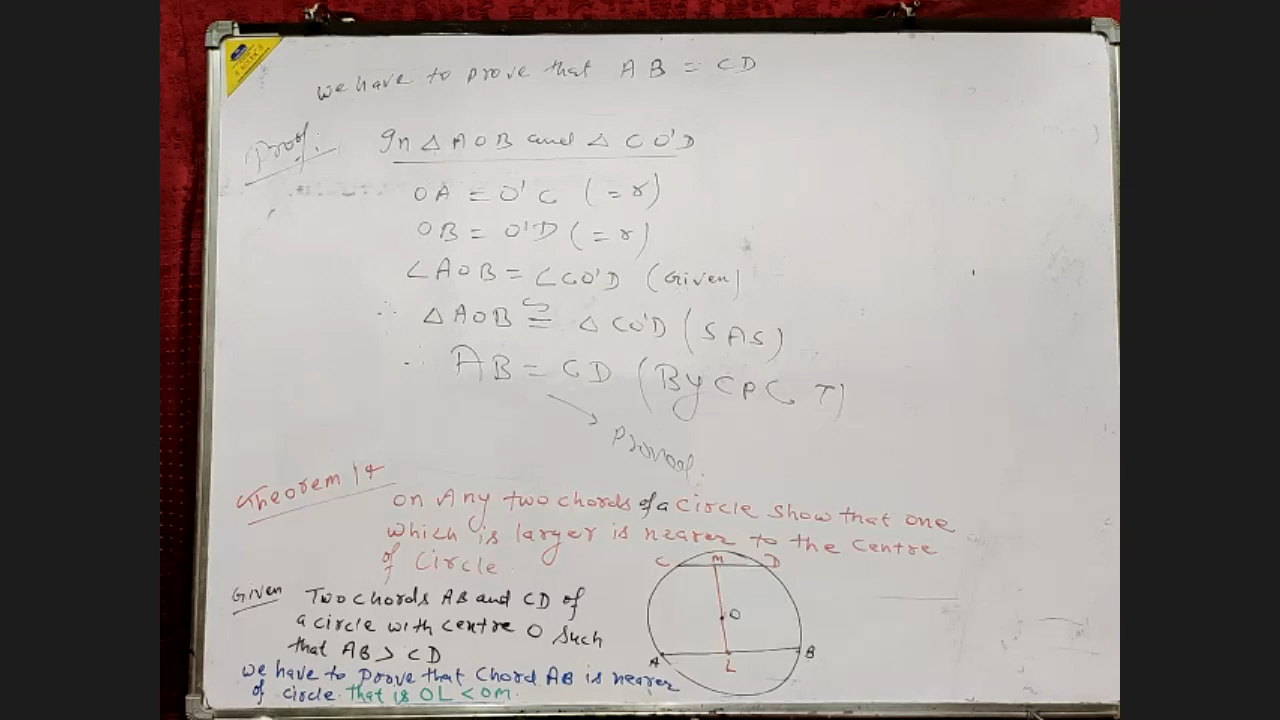 we have to prove that AB = CD
Proof: In △AOB and △CO'D
OA = O'C (=r)
OB = O'D (=r)
∠AOB = ∠CO'D (Given)
∴ △AOB ≅ △CO'D (SAS)
∴ AB = CD (By CPCT)
Proved.
Theorem 14
on Any two chords of a circle show that one
which is larger is nearer to the centre
of circle.
Given Two chords AB and CD of
a circle with centre O such
that AB > CD
we have to prove that chord AB is nearer
of circle that is OL < OM.
C M D
O
A L B